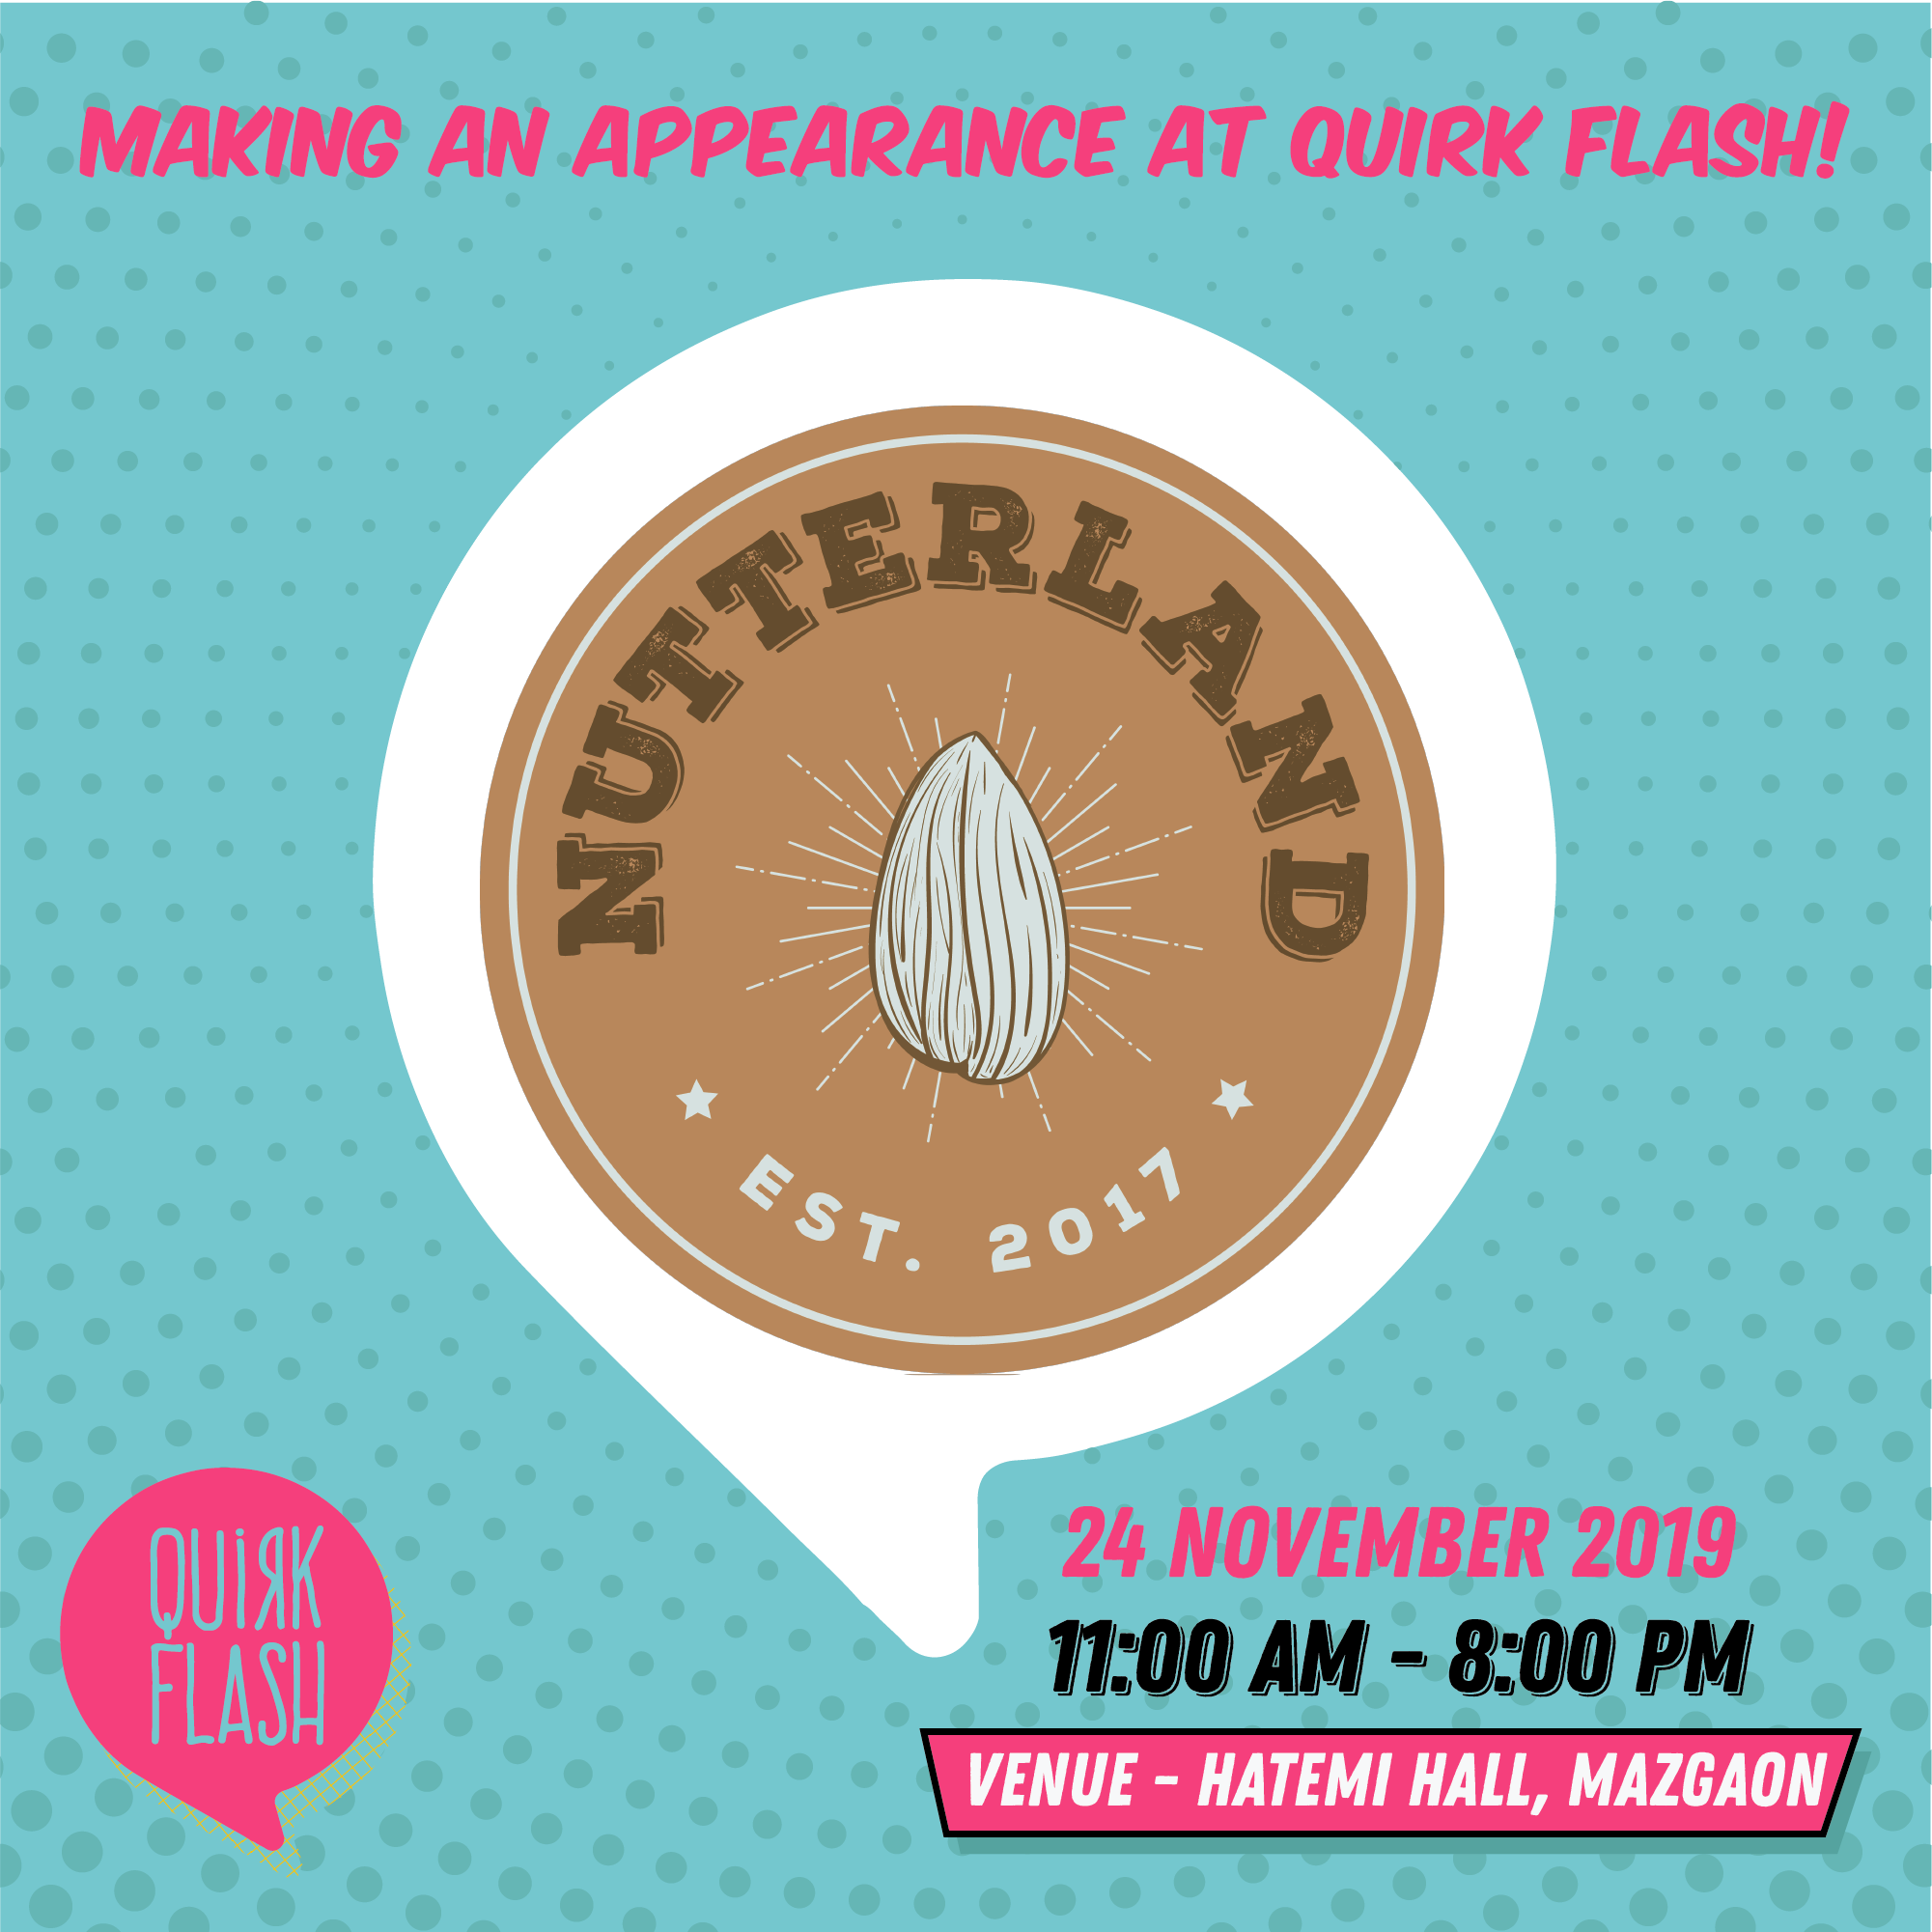 MAKING AN APPEARANCE AT QUIRK FLASH!
NUTTERLAND
EST. 2017
QUiRK
FLASH
24 NOVEMBER 2019
11:00 AM - 8:00 PM
VENUE - HATEMI HALL, MAZGAON